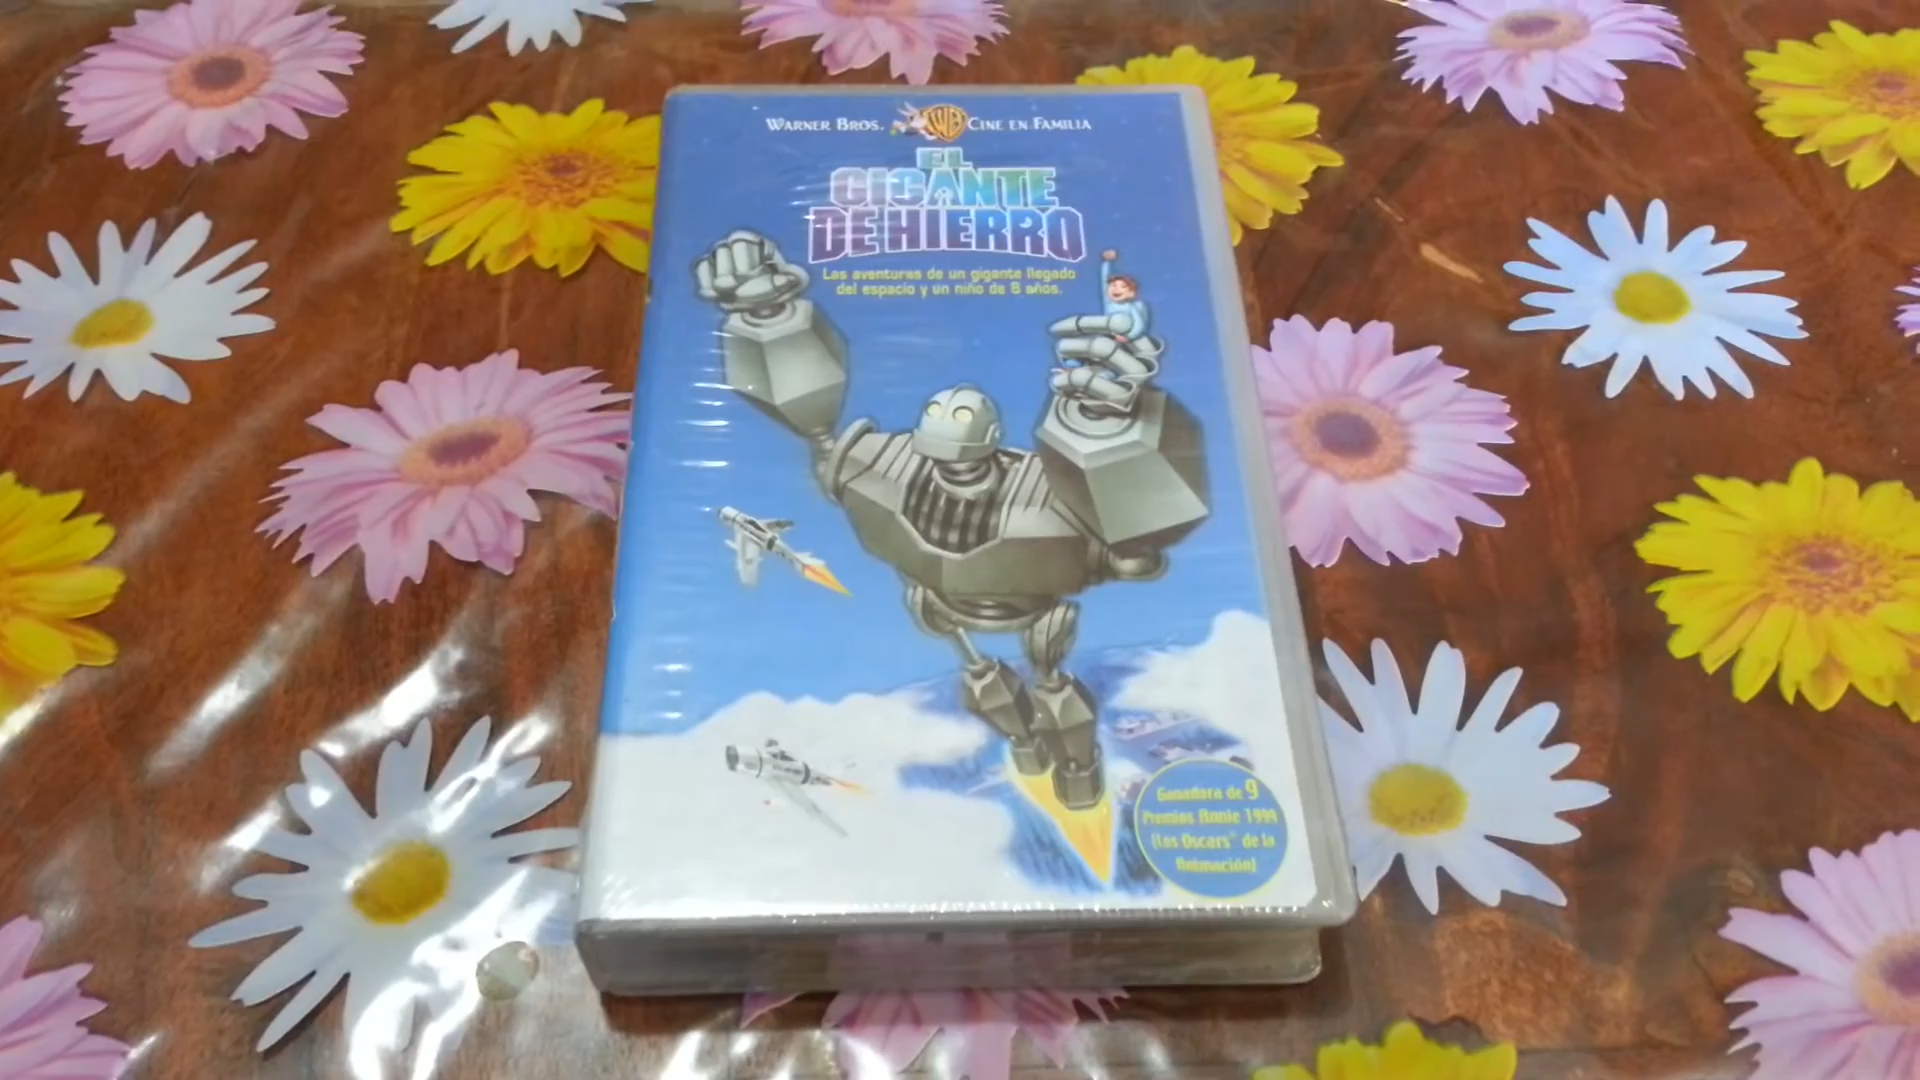 WARNER BROS. WB CINE EN FAMILIA
EL
GIGANTE
DE HIERRO
Las aventuras de un gigante llegado
del espacio y un niño de 8 años.
Ganadora de 9
Premios Annie 1999
(Los Oscars® de la
Animación)